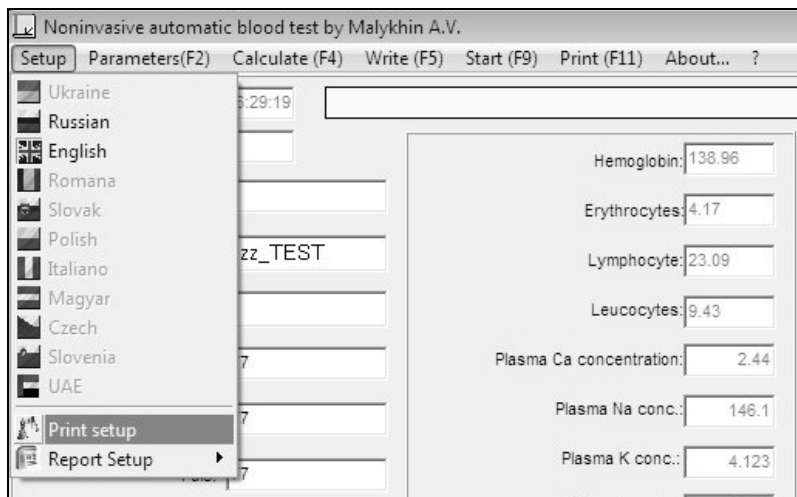 Noninvasive automatic blood test by Malykhin A.V.
Setup Parameters(F2) Calculate (F4) Write (F5) Start (F9) Print (F11) About... ?
Ukraine
Russian
English
Romana
Slovak
Polish
Italiano
Magyar
Czech
Slovenia
UAE
Print setup
Report Setup
:29:19
zz_TEST
7
7
7
Hemoglobin: 138.96
Erythrocytes: 4.17
Lymphocyte: 23.09
Leucocytes: 9.43
Plasma Ca concentration: 2.44
Plasma Na conc.: 146.1
Plasma K conc.: 4.123